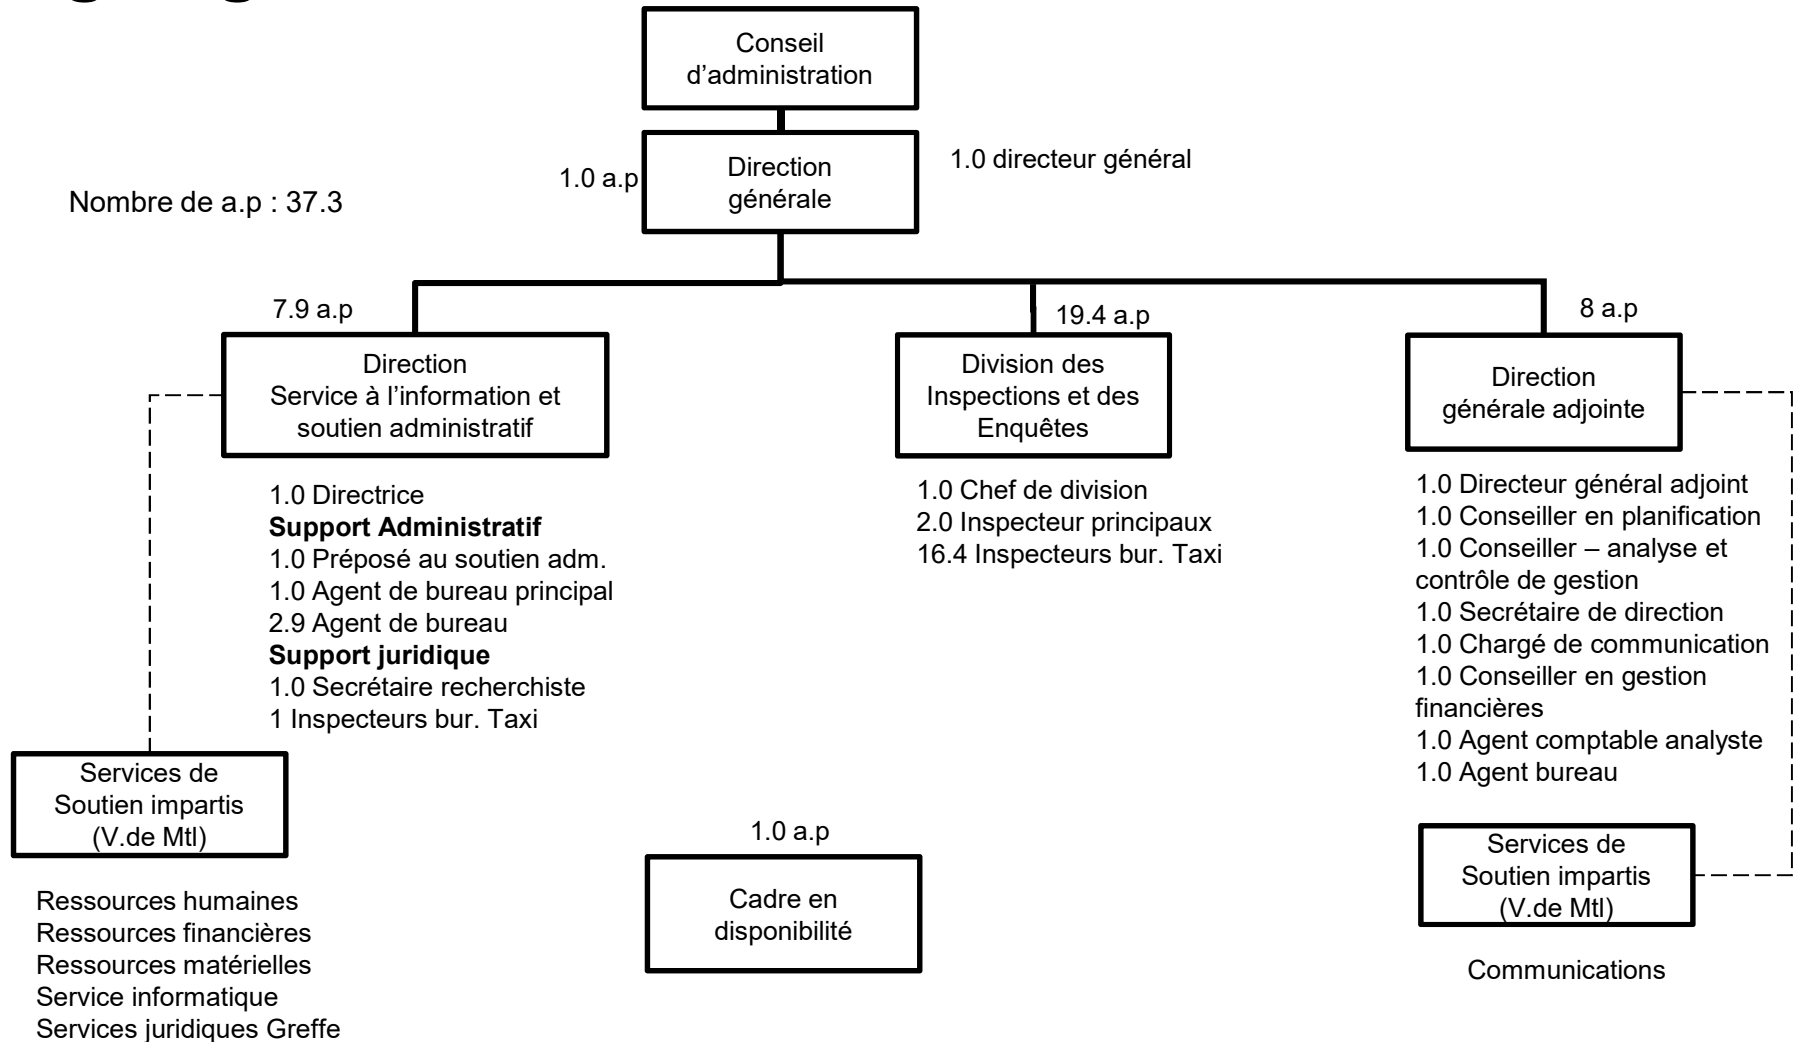 Conseil
d’administration
Direction
générale
1.0 a.p
1.0 directeur général
Nombre de a.p : 37.3
7.9 a.p
Direction
Service à l’information et
soutien administratif
1.0 Directrice
Support Administratif
1.0 Préposé au soutien adm.
1.0 Agent de bureau principal
2.9 Agent de bureau
Support juridique
1.0 Secrétaire recherchiste
1 Inspecteurs bur. Taxi
Services de
Soutien impartis
(V.de Mtl)
Ressources humaines
Ressources financières
Ressources matérielles
Service informatique
Services juridiques Greffe
19.4 a.p
Division des
Inspections et des
Enquêtes
1.0 Chef de division
2.0 Inspecteur principaux
16.4 Inspecteurs bur. Taxi
1.0 a.p
Cadre en
disponibilité
8 a.p
Direction
générale adjointe
1.0 Directeur général adjoint
1.0 Conseiller en planification
1.0 Conseiller – analyse et
contrôle de gestion
1.0 Secrétaire de direction
1.0 Chargé de communication
1.0 Conseiller en gestion
financières
1.0 Agent comptable analyste
1.0 Agent bureau
Services de
Soutien impartis
(V.de Mtl)
Communications